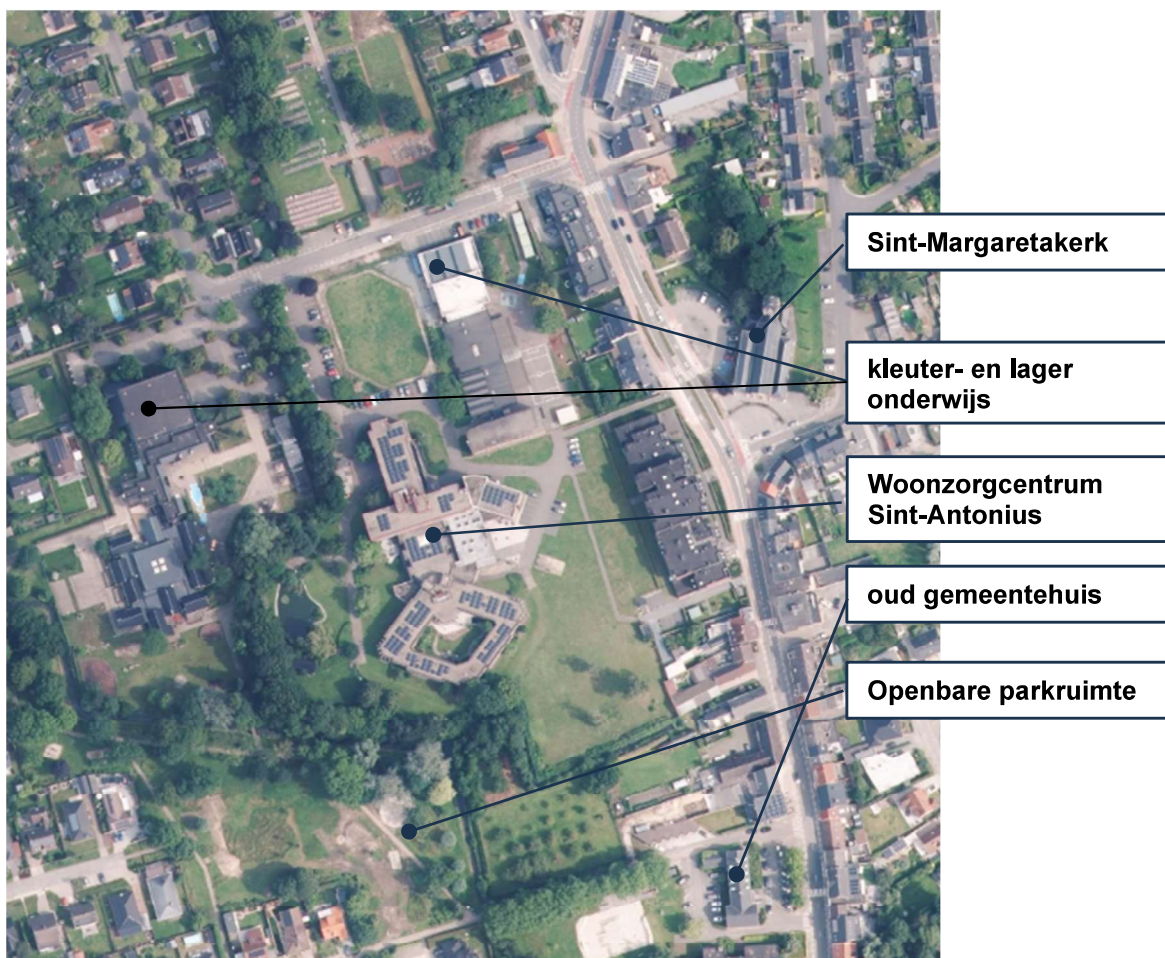 Sint-Margaretakerk
kleuter- en lager
onderwijs
Woonzorgcentrum
Sint-Antonius
oud gemeentehuis
Openbare parkruimte